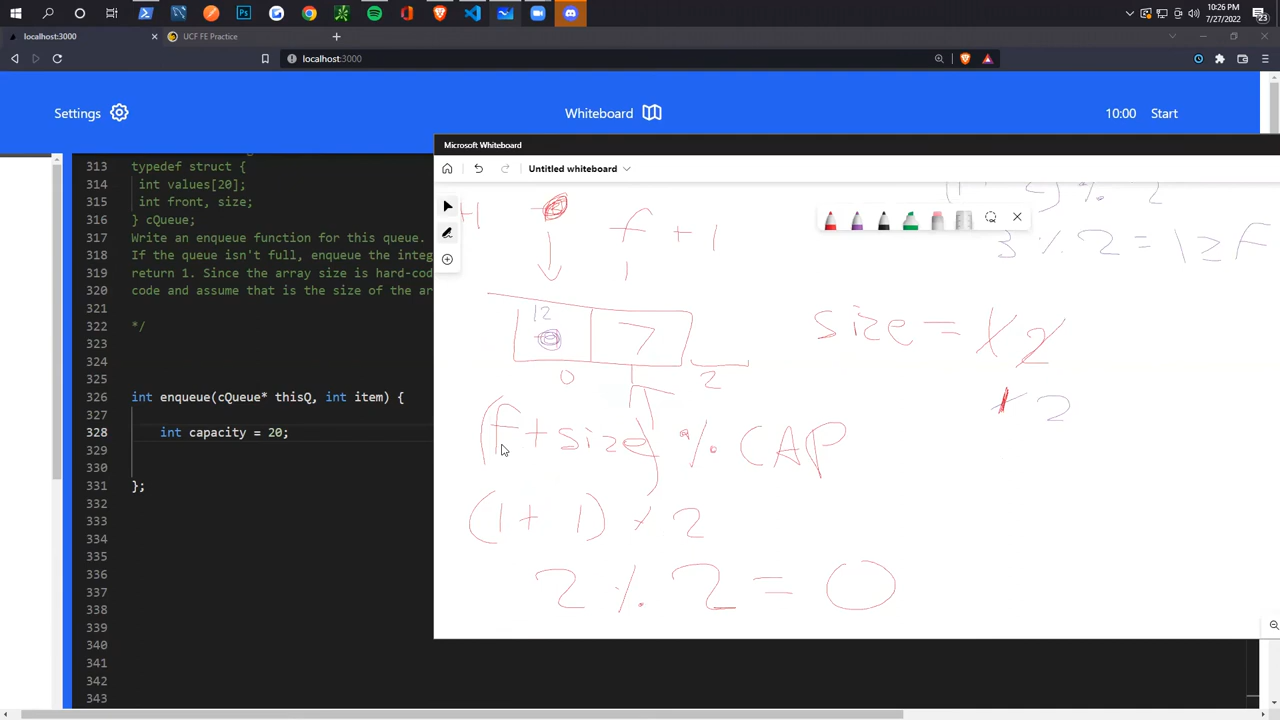 10:26 PM
7/27/2022
23
localhost:3000
UCF FE Practice
localhost:3000
Settings
Whiteboard
10:00 Start
Microsoft Whiteboard
Untitled whiteboard
313 typedef struct {
314 int values[20];
315 int front, size;
316 } cQueue;
317 Write an enqueue function for this queue.
318 If the queue isn't full, enqueue the integ
319 return 1. Since the array size is hard-cod
320 code and assume that is the size of the ar
321
322 */
323
324
325
326 int enqueue(cQueue* thisQ, int item) {
327
328 int capacity = 20;
329
330
331 };
332
333
334
335
336
337
338
339
340
341
342
343
f + 1
1
3 % 2 = 1
12
7
0
2
size = 1 2
2
(f + size) % CAP
(1 + 1) % 2
2 % 2 = 0